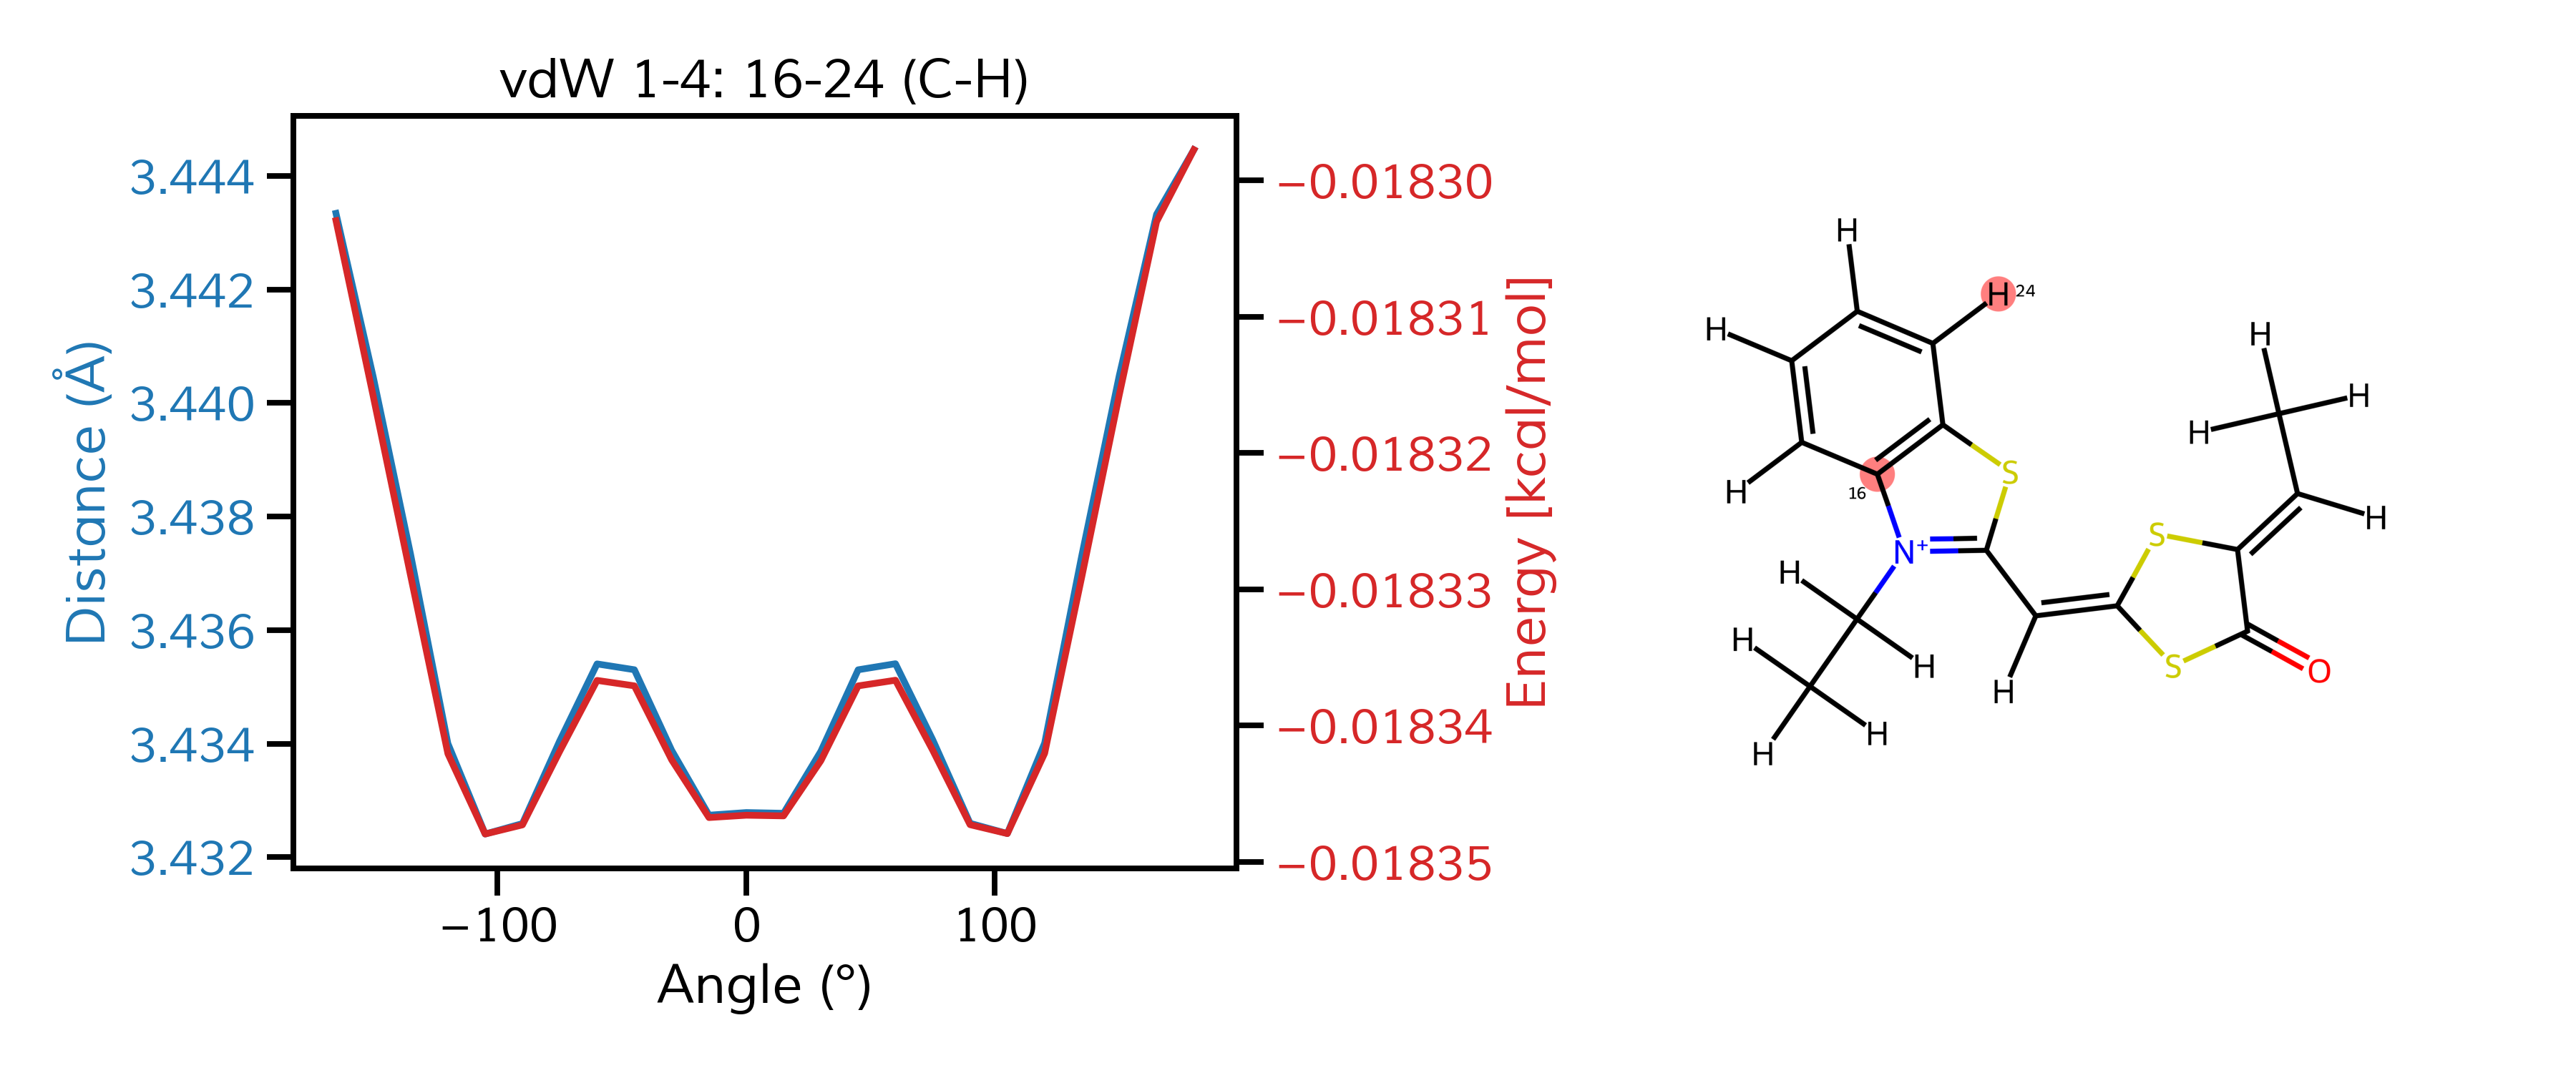 vdW 1-4: 16-24 (C-H)
Distance (Å)
3.444
3.442
3.440
3.438
3.436
3.434
3.432
−100
0
100
Angle (°)
Energy [kcal/mol]
−0.01830
−0.01831
−0.01832
−0.01833
−0.01834
−0.01835
H
H 24
H
H
H
H
S
16
H
H
S
N+
H
H
H
S
O
H
H
H
H